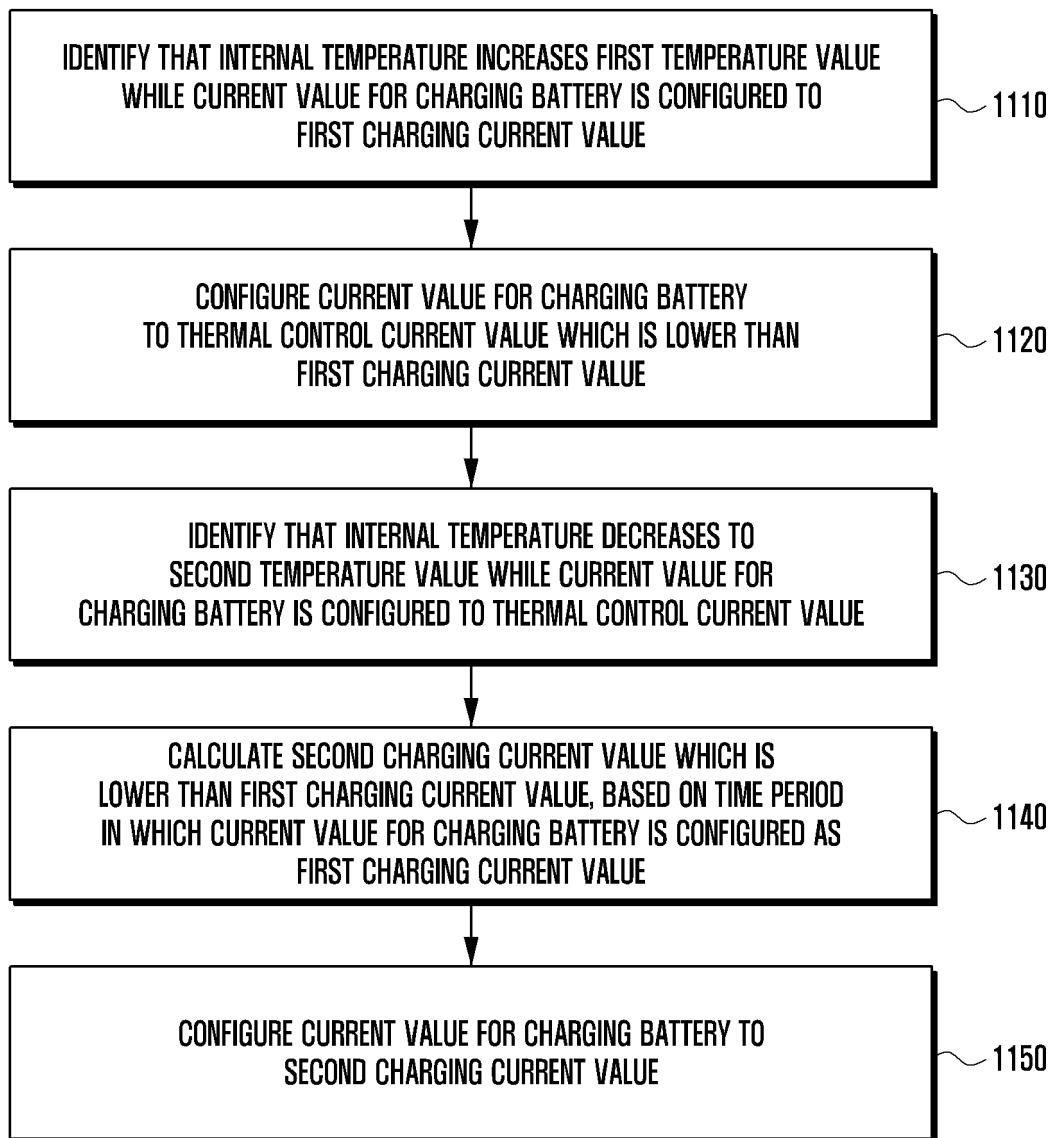 IDENTIFY THAT INTERNAL TEMPERATURE INCREASES FIRST TEMPERATURE VALUE
WHILE CURRENT VALUE FOR CHARGING BATTERY IS CONFIGURED TO
FIRST CHARGING CURRENT VALUE
1110
CONFIGURE CURRENT VALUE FOR CHARGING BATTERY
TO THERMAL CONTROL CURRENT VALUE WHICH IS LOWER THAN
FIRST CHARGING CURRENT VALUE
1120
IDENTIFY THAT INTERNAL TEMPERATURE DECREASES TO
SECOND TEMPERATURE VALUE WHILE CURRENT VALUE FOR
CHARGING BATTERY IS CONFIGURED TO THERMAL CONTROL CURRENT VALUE
1130
CALCULATE SECOND CHARGING CURRENT VALUE WHICH IS
LOWER THAN FIRST CHARGING CURRENT VALUE, BASED ON TIME PERIOD
IN WHICH CURRENT VALUE FOR CHARGING BATTERY IS CONFIGURED AS
FIRST CHARGING CURRENT VALUE
1140
CONFIGURE CURRENT VALUE FOR CHARGING BATTERY TO
SECOND CHARGING CURRENT VALUE
1150